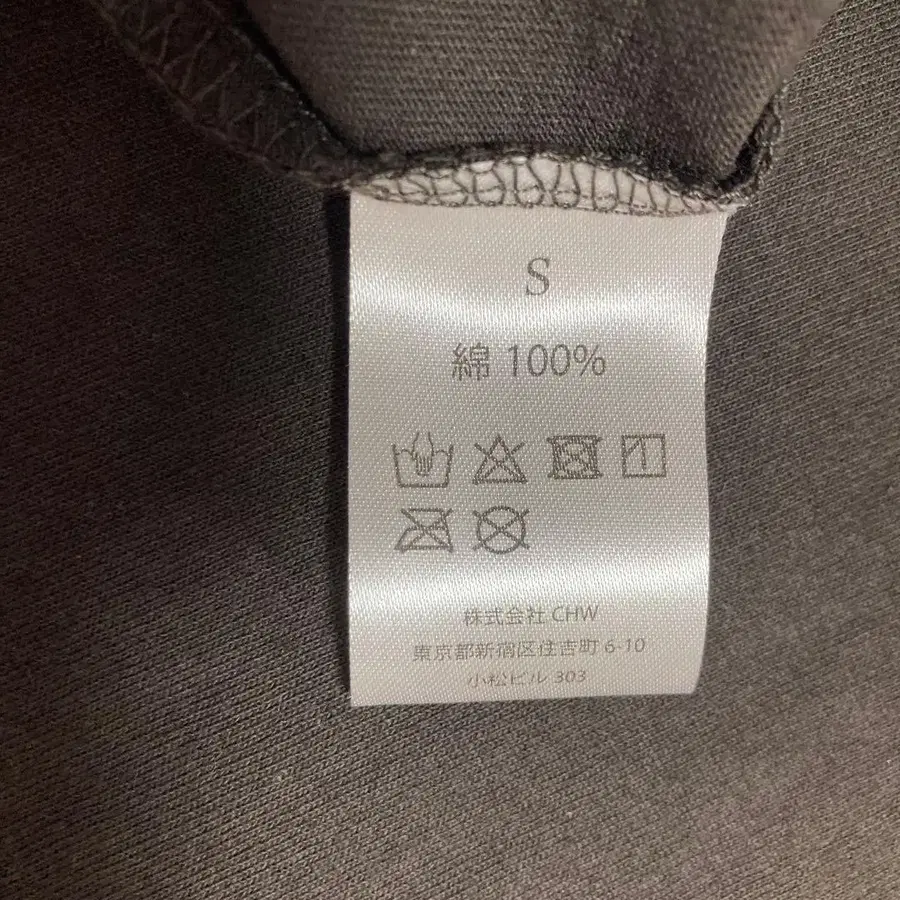 S
綿 100%
株式会社 CHW
東京都新宿区住吉町 6-10
小松ビル 303